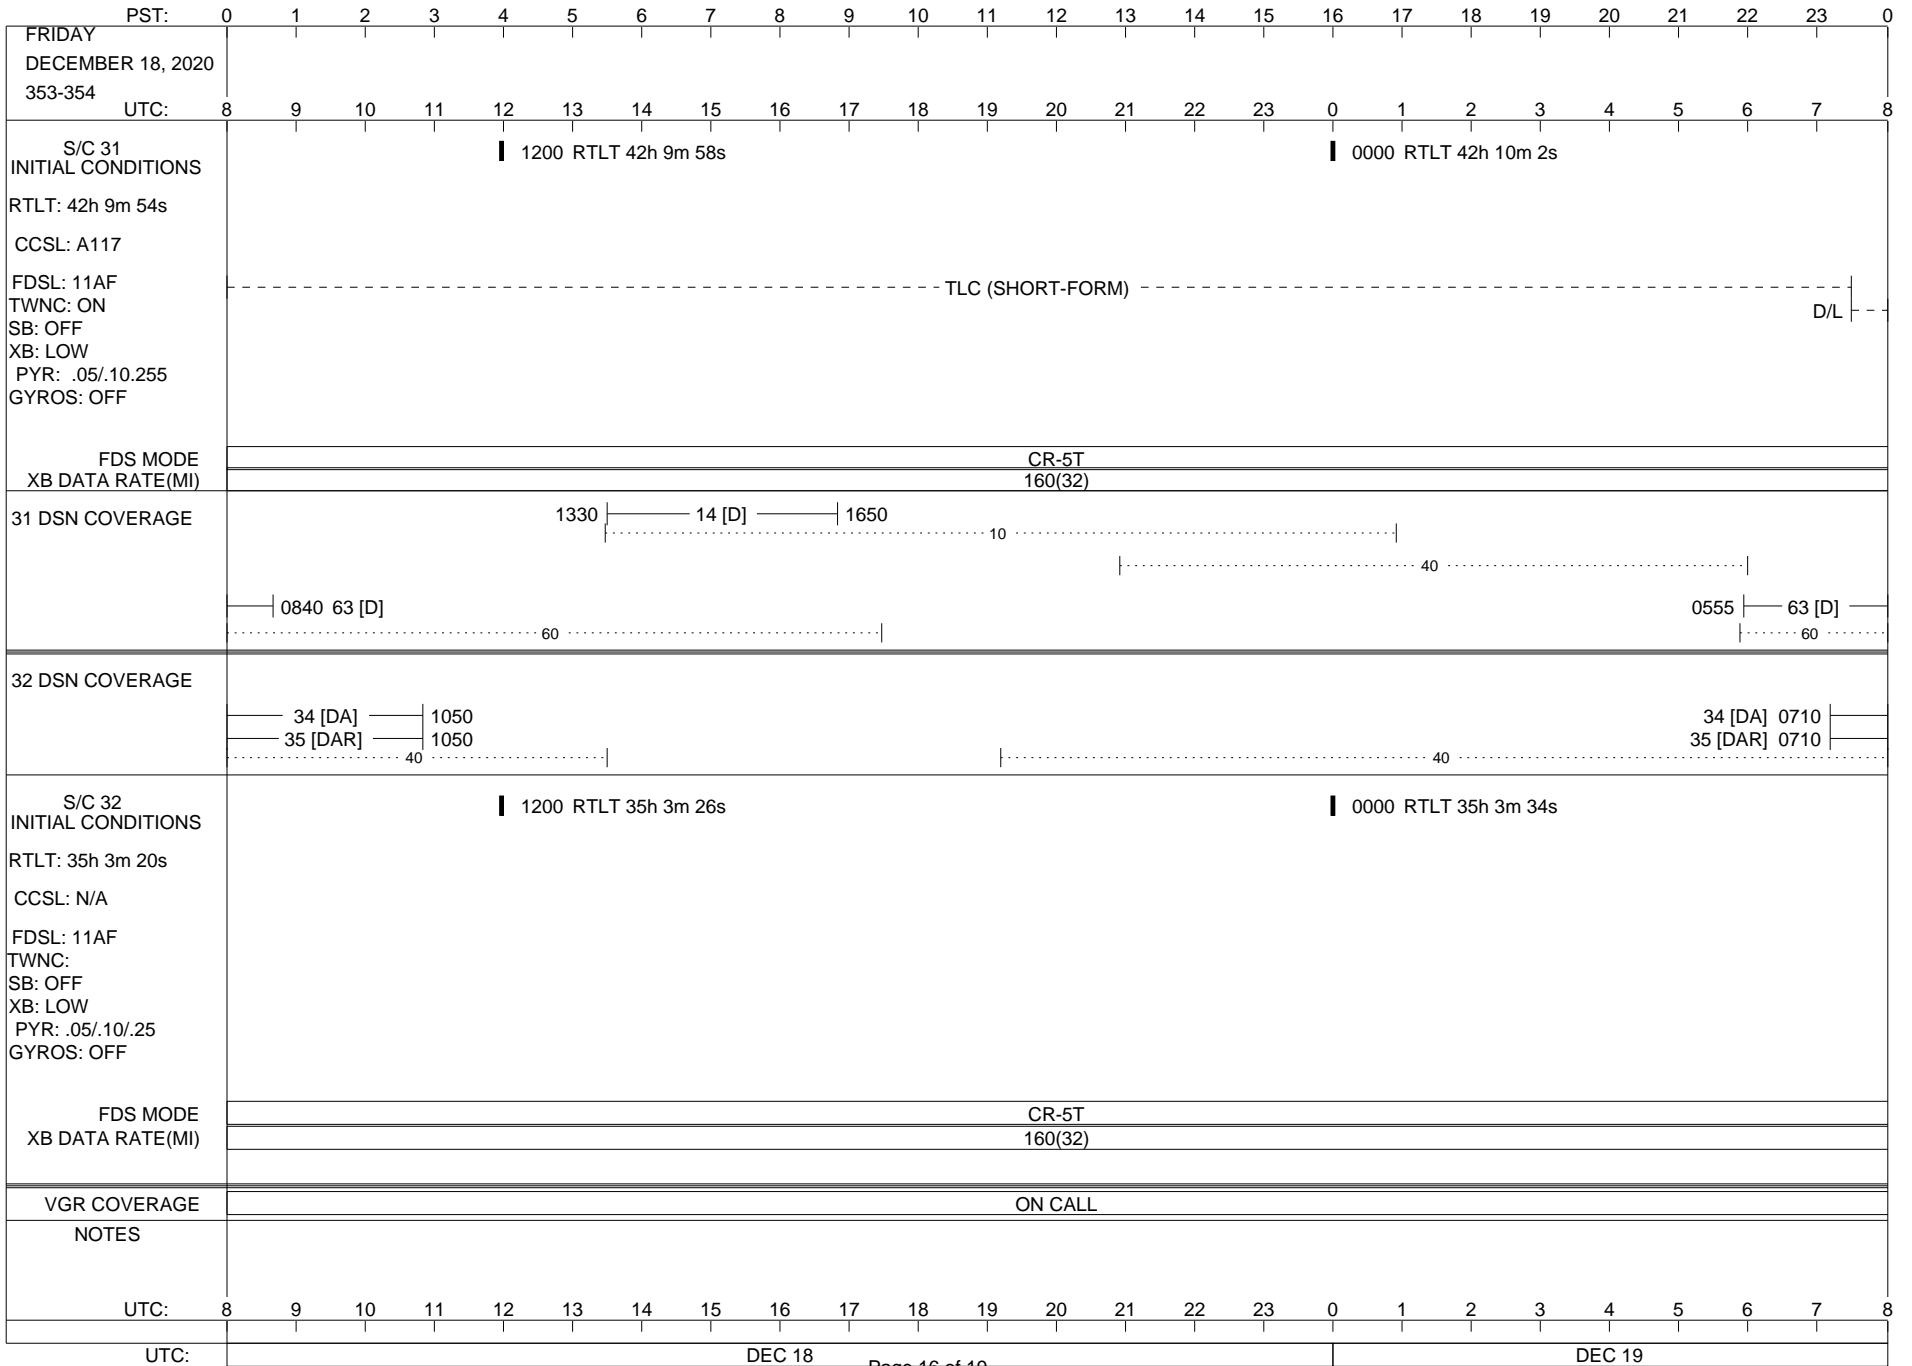 PST: 0 1 2 3 4 5 6 7 8 9 10 11 12 13 14 15 16 17 18 19 20 21 22 23 0
FRIDAY
DECEMBER 18, 2020
353-354
UTC: 8 9 10 11 12 13 14 15 16 17 18 19 20 21 22 23 0 1 2 3 4 5 6 7 8
S/C 31
INITIAL CONDITIONS
1200 RTLT 42h 9m 58s
0000 RTLT 42h 10m 2s
RTLT: 42h 9m 54s
CCSL: A117
FDSL: 11AF
TLC (SHORT-FORM)
TWNC: ON
D/L
SB: OFF
XB: LOW
PYR: .05/.10.255
GYROS: OFF
FDS MODE CR-5T
XB DATA RATE(MI) 160(32)
31 DSN COVERAGE
1330 14 [D] 1650
10
40
0840 63 [D]
0555 63 [D]
60
60
32 DSN COVERAGE
34 [DA] 1050
34 [DA] 0710
35 [DAR] 1050
35 [DAR] 0710
40
40
S/C 32
INITIAL CONDITIONS
1200 RTLT 35h 3m 26s
0000 RTLT 35h 3m 34s
RTLT: 35h 3m 20s
CCSL: N/A
FDSL: 11AF
TWNC:
SB: OFF
XB: LOW
PYR: .05/.10/.25
GYROS: OFF
FDS MODE CR-5T
XB DATA RATE(MI) 160(32)
VGR COVERAGE ON CALL
NOTES
UTC: 8 9 10 11 12 13 14 15 16 17 18 19 20 21 22 23 0 1 2 3 4 5 6 7 8
UTC: DEC 18 DEC 19
Page 16 of 19